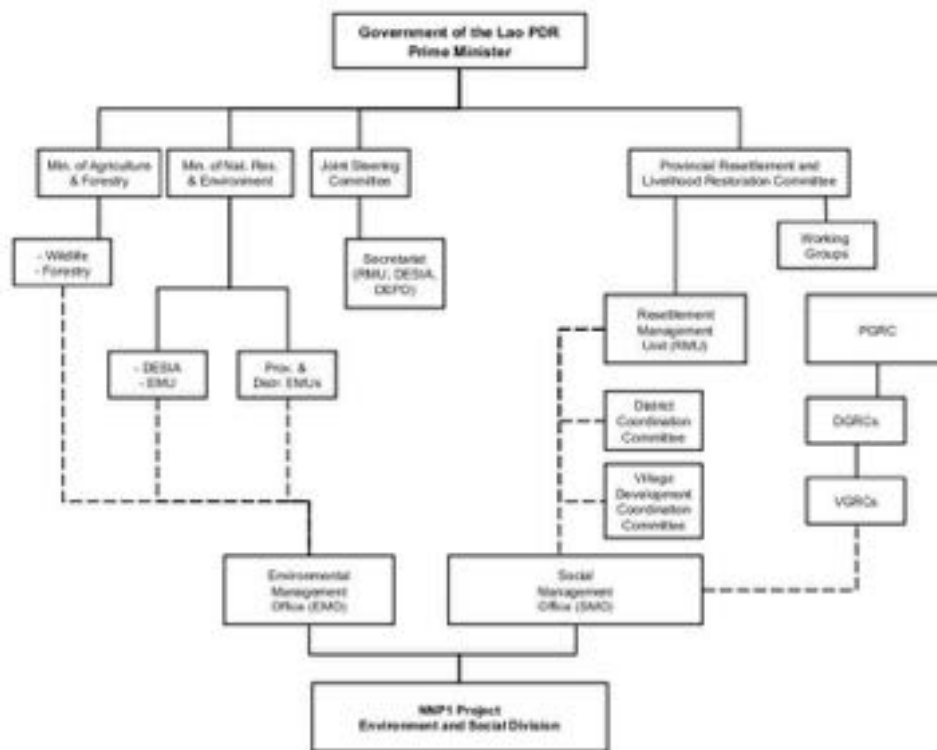 Government of the Lao PDR
Prime Minister
Min. of Agriculture
& Forestry
Min. of Nat. Res.
& Environment
Joint Steering
Committee
Provincial Resettlement and
Livelihood Restoration Committee
- Wildlife
- Forestry
Secretariat
(RMU, DESIA,
DEPD)
Working
Groups
Resettlement
Management
Unit (RMU)
PGRC
- DESIA
- EMU
Prov. &
Distr. EMUs
District
Coordination
Committee
DGRCs
Village
Development
Coordination
Committee
VGRCs
Environmental
Management
Office (EMO)
Social
Management
Office (SMO)
NNP1 Project
Environment and Social Division